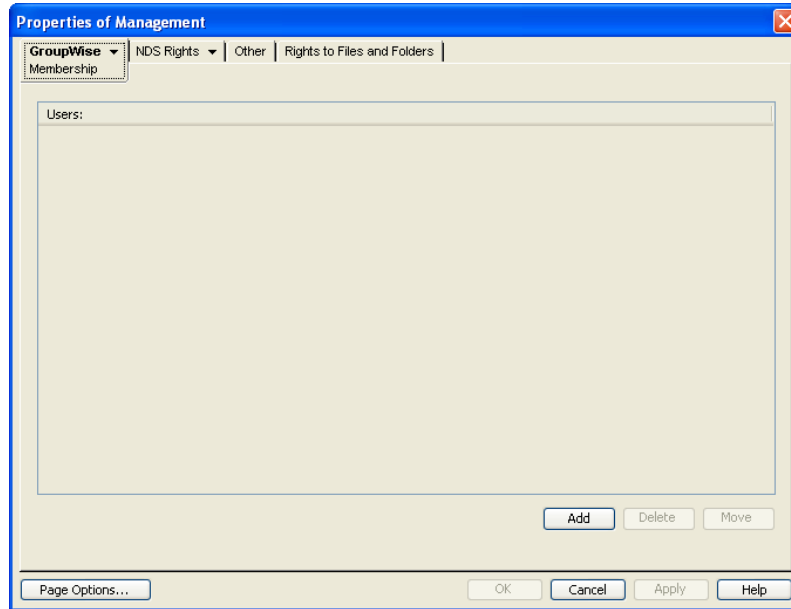 Properties of Management
GroupWise NDS Rights Other Rights to Files and Folders
Membership
Users:
Add Delete Move
Page Options... OK Cancel Apply Help